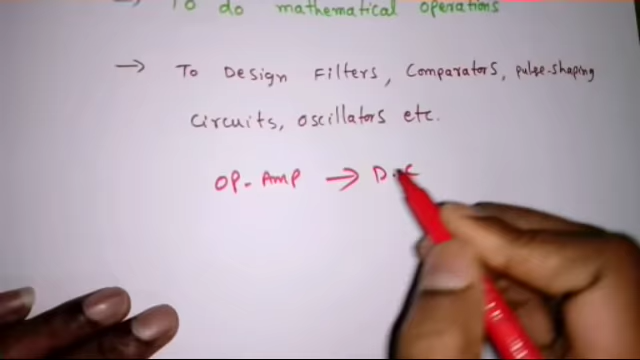 → To do mathematical operations
→ To Design Filters, Comparators, pulse-shaping
circuits, oscillators etc.
OP-Amp → D.C